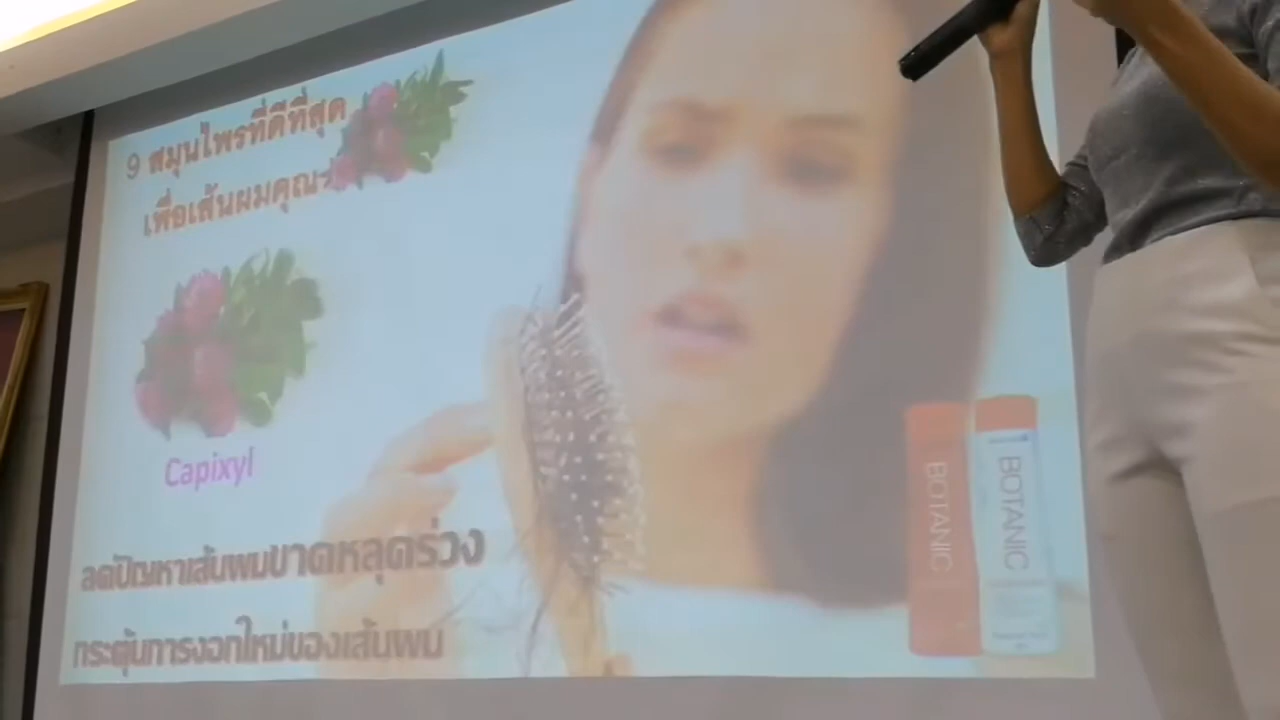 9 สมุนไพรที่ดีที่สุด
เพื่อเส้นผมคุณ
Capixyl
ลดปัญหาเส้นผมขาดหลุดร่วง
กระตุ้นการงอกใหม่ของเส้นผม
BOTANIC
BOTANIC